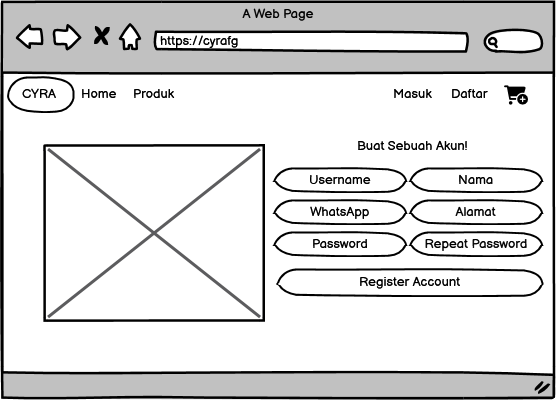 A Web Page
https://cyrafg
CYRA Home Produk Masuk Daftar
Buat Sebuah Akun!
Username Nama
WhatsApp Alamat
Password Repeat Password
Register Account